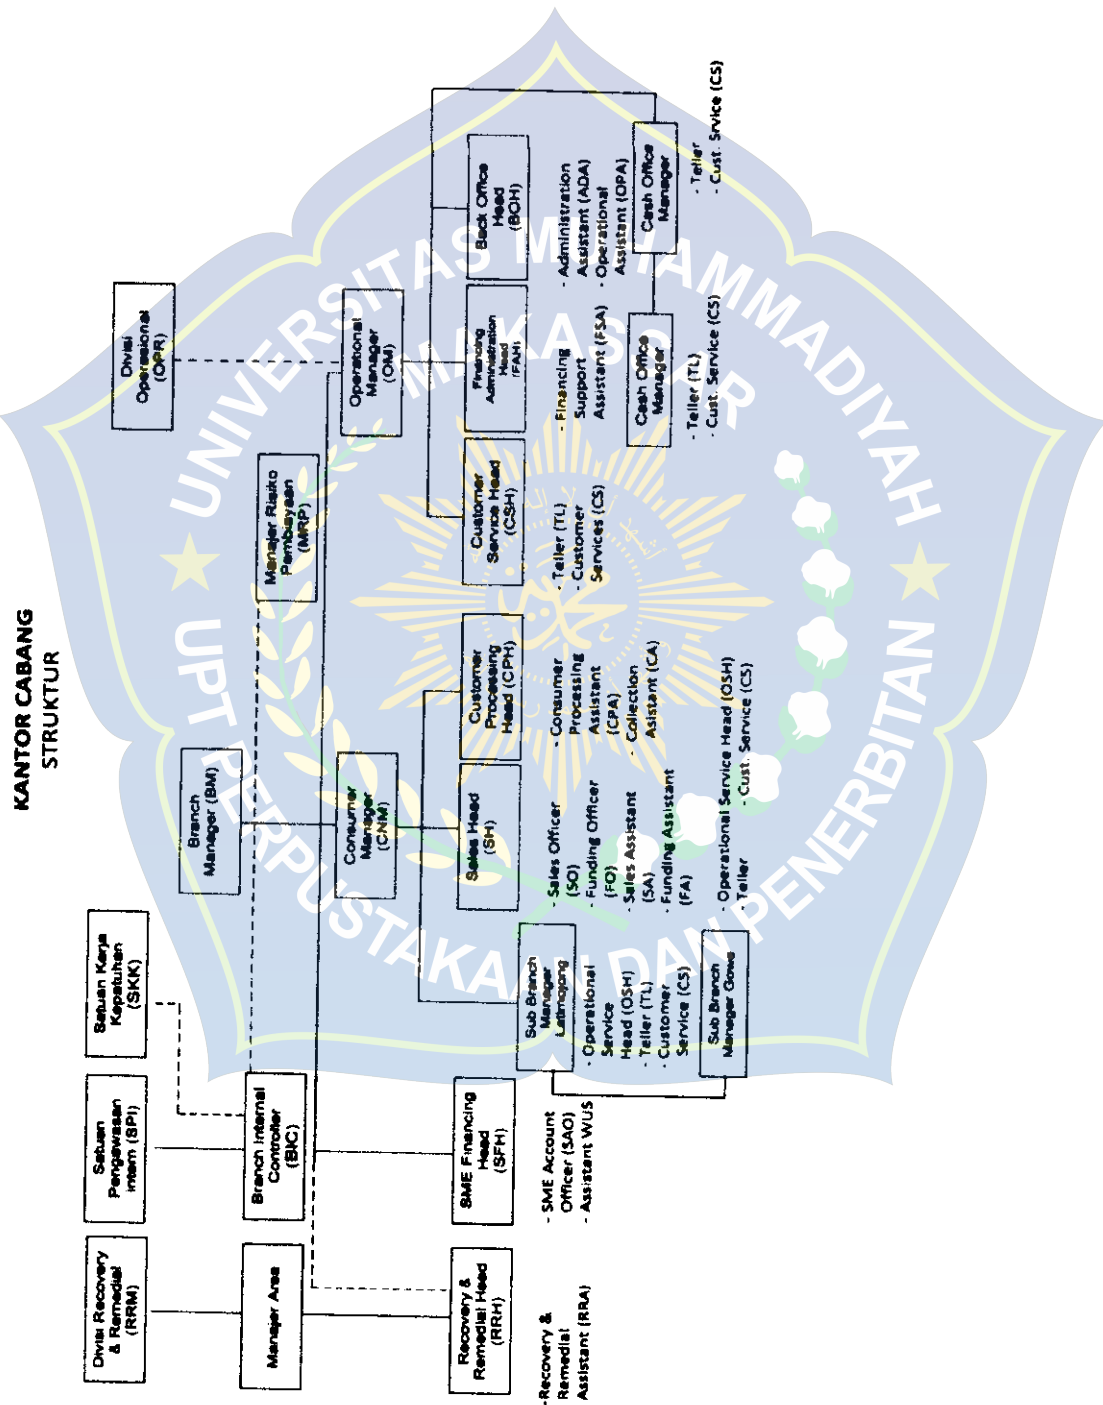 KANTOR CABANG
STRUKTUR
Divisi Recovery
& Remedial
(RRM)
Satuan
Pengawasan
Intern (SPI)
Satuan Kerja
Kepatuhan
(SKK)
Divisi
Operasional
(OPR)
Branch
Manager (BM)
Manajer Area
Branch Internal
Controller
(BIC)
Manajer Risiko
Pembiayaan
(MRP)
Consumer
Manager
(CNM)
Operational
Manager
(OM)
Recovery &
Remedial Head
(RRH)
-Recovery &
Remedial
Assistant (RRA)
SME Financing
Head
(SFH)
- SME Account
Officer (SAO)
- Assistant WUS
Sub Branch
Manager
Latimojong
- Operational
Service
Head (OSH)
- Teller (TL)
- Customer
Service (CS)
Sales Head
(SH)
- Sales Officer
(SO)
- Funding Officer
(FO)
- Sales Assistant
(SA)
- Funding Assistant
(FA)
Customer
Processing
Head (CPH)
- Consumer
Processing
Assistant
(CPA)
- Collection
Asistant (CA)
Customer
Service Head
(CSH)
- Teller (TL)
- Customer
Services (CS)
Financing
Administration
Head
(FAH)
- Financing
Support
Assistant (FSA)
Back Office
Head
(BOH)
- Administration
Assistant (ADA)
- Operational
Assistant (OPA)
Sub Branch
Manager Gowa
- Operational Service Head (OSH)
- Teller
- Cust. Service (CS)
Cash Office
Manager
- Teller (TL)
- Cust. Service (CS)
Cash Office
Manager
- Teller
- Cust. Srvice (CS)
UNIVERSITAS MUHAMMADIYAH
MAKASSAR
UPT PERPUSTAKAAN DAN PENERBITAN